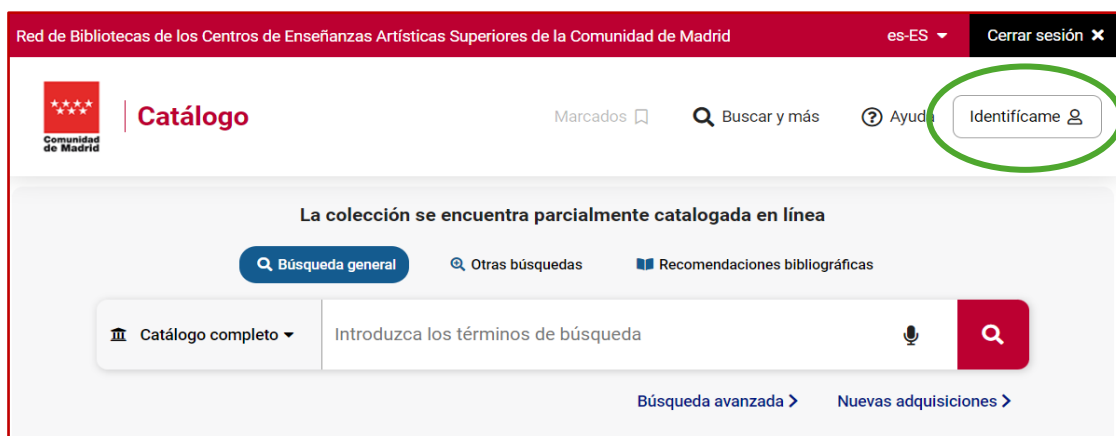 Red de Bibliotecas de los Centros de Enseñanzas Artísticas Superiores de la Comunidad de Madrid es-ES Cerrar sesión ×
Comunidad de Madrid
Catálogo Marcados Buscar y más Ayuda Identifícame
La colección se encuentra parcialmente catalogada en línea
Búsqueda general Otras búsquedas Recomendaciones bibliográficas
Catálogo completo Introduzca los términos de búsqueda
Búsqueda avanzada Nuevas adquisiciones